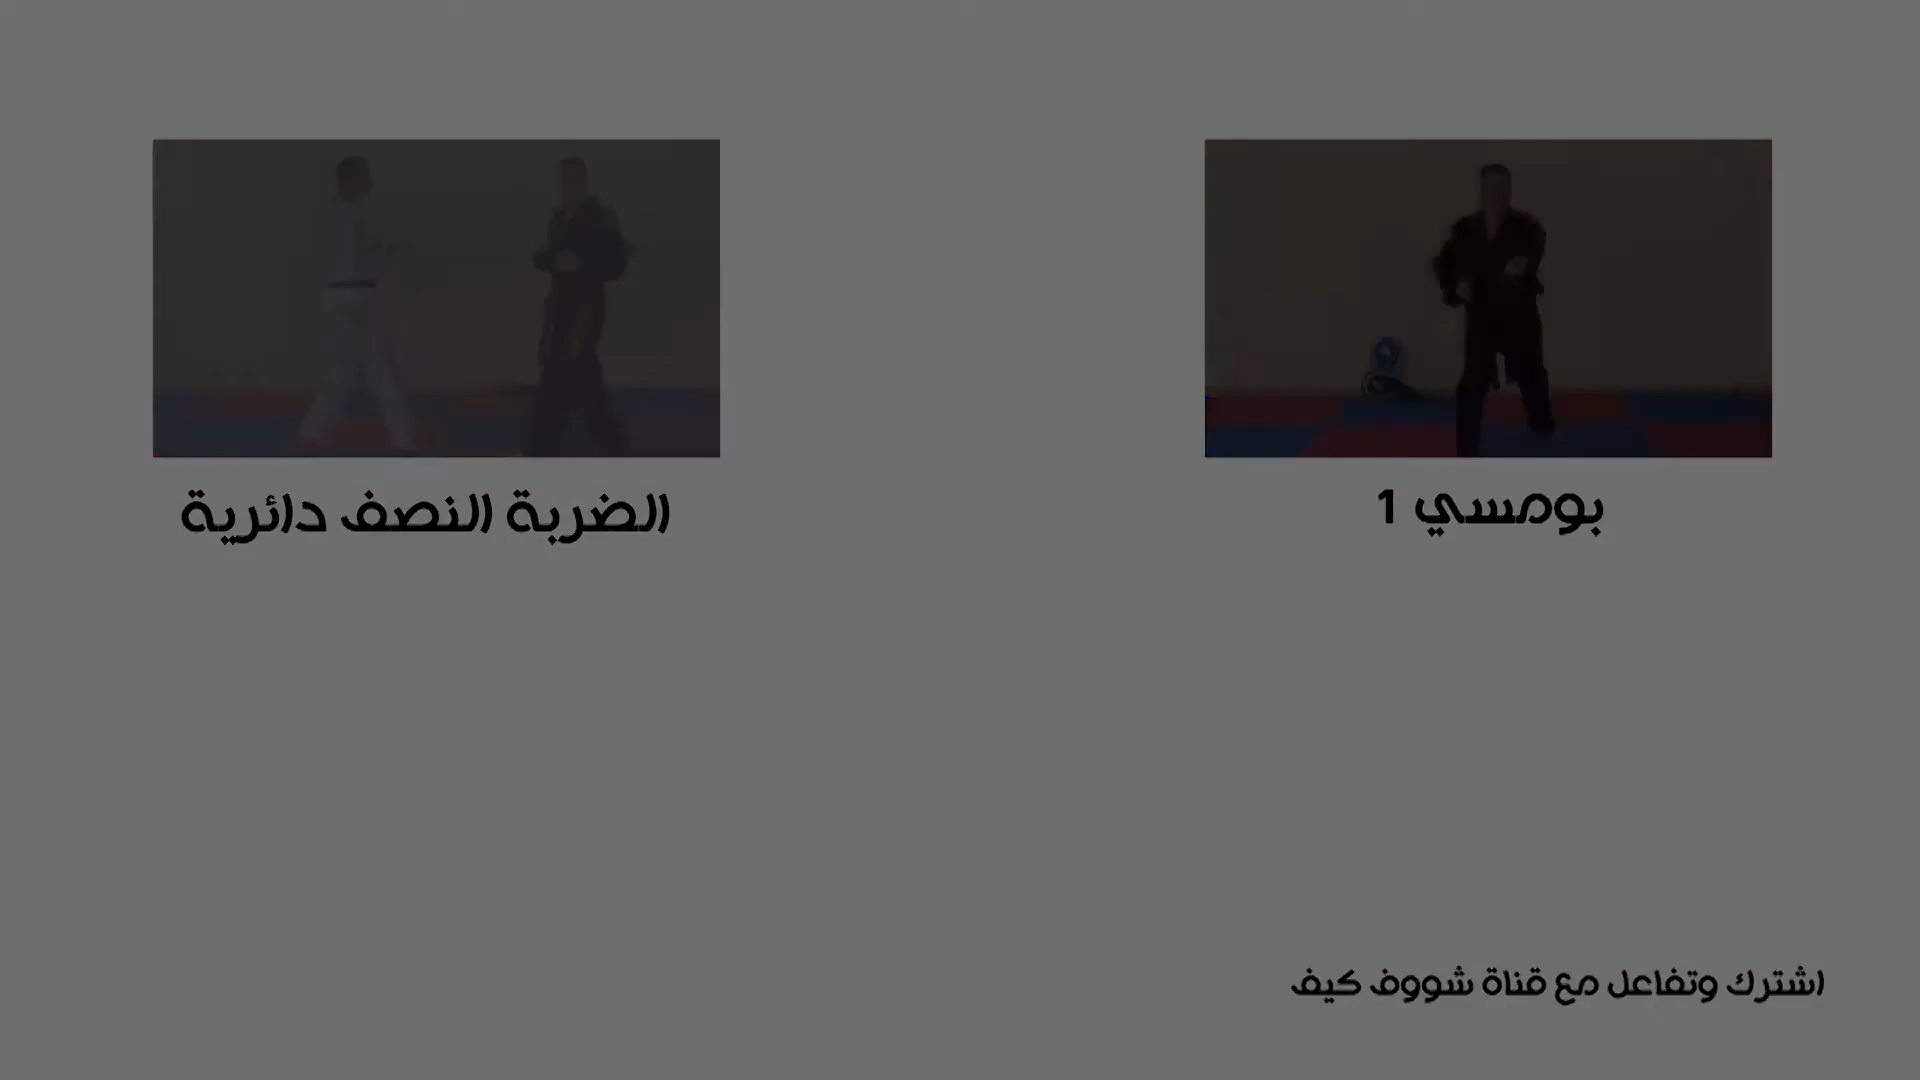 بومسي 1
الضربة النصف دائرية
اشترك وتفاعل مع قناة شووف كيف